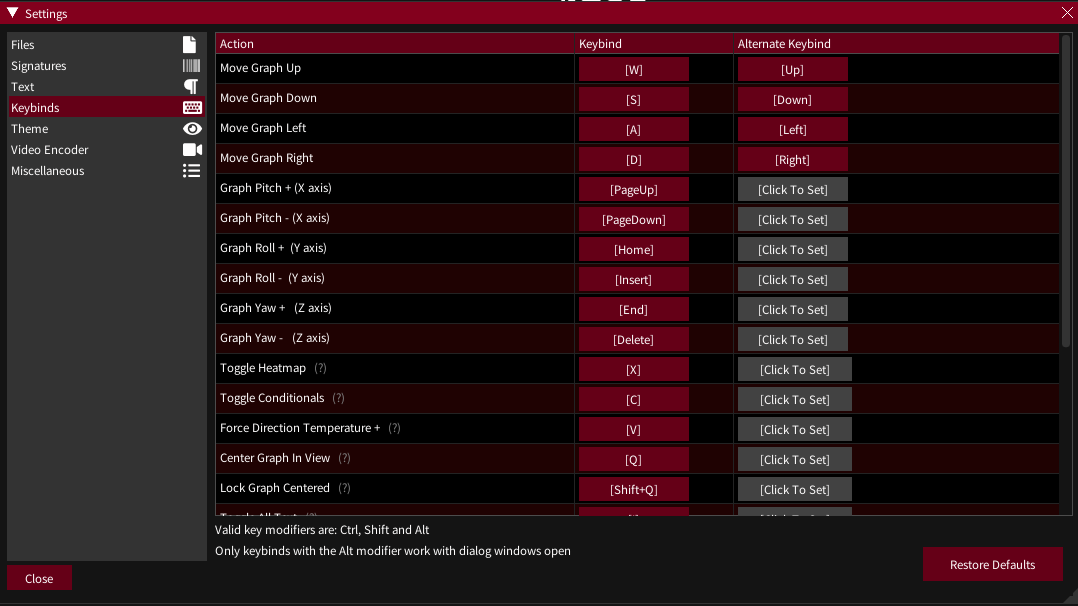 Settings
Files
Signatures
Text
Keybinds
Theme
Video Encoder
Miscellaneous
Action Keybind Alternate Keybind
Move Graph Up [W] [Up]
Move Graph Down [S] [Down]
Move Graph Left [A] [Left]
Move Graph Right [D] [Right]
Graph Pitch + (X axis) [PageUp] [Click To Set]
Graph Pitch - (X axis) [PageDown] [Click To Set]
Graph Roll + (Y axis) [Home] [Click To Set]
Graph Roll - (Y axis) [Insert] [Click To Set]
Graph Yaw + (Z axis) [End] [Click To Set]
Graph Yaw - (Z axis) [Delete] [Click To Set]
Toggle Heatmap (?) [X] [Click To Set]
Toggle Conditionals (?) [C] [Click To Set]
Force Direction Temperature + (?) [V] [Click To Set]
Center Graph In View (?) [Q] [Click To Set]
Lock Graph Centered (?) [Shift+Q] [Click To Set]
Valid key modifiers are: Ctrl, Shift and Alt
Only keybinds with the Alt modifier work with dialog windows open
Restore Defaults
Close